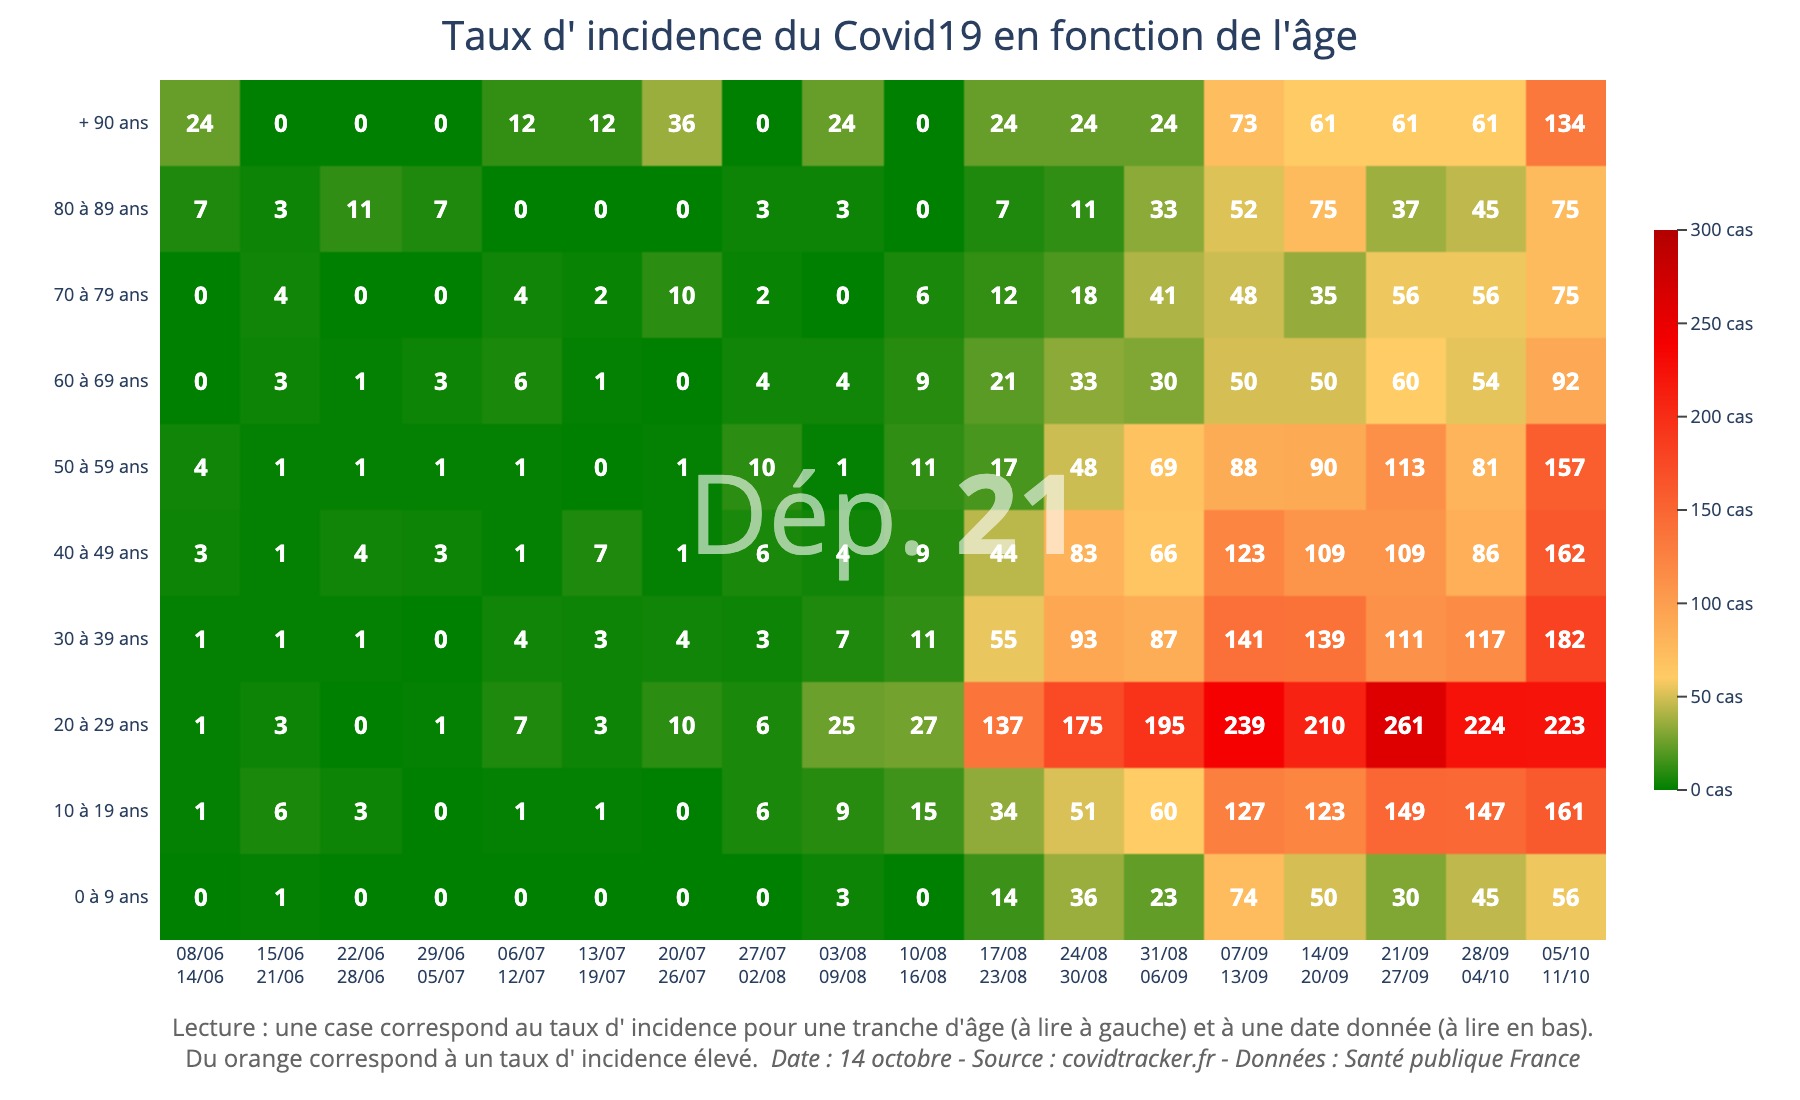 Taux d' incidence du Covid19 en fonction de l'âge
+ 90 ans 24 0 0 0 12 12 36 0 24 0 24 24 24 73 61 61 61 134
80 à 89 ans 7 3 11 7 0 0 0 3 3 0 7 11 33 52 75 37 45 75
70 à 79 ans 0 4 0 0 4 2 10 2 0 6 12 18 41 48 35 56 56 75
60 à 69 ans 0 3 1 3 6 1 0 4 4 9 21 33 30 50 50 60 54 92
50 à 59 ans 4 1 1 1 1 0 1 10 1 11 17 48 69 88 90 113 81 157
Dép. 21
40 à 49 ans 3 1 4 3 1 7 1 6 4 9 44 83 66 123 109 109 86 162
30 à 39 ans 1 1 1 0 4 3 4 3 7 11 55 93 87 141 139 111 117 182
20 à 29 ans 1 3 0 1 7 3 10 6 25 27 137 175 195 239 210 261 224 223
10 à 19 ans 1 6 3 0 1 1 0 6 9 15 34 51 60 127 123 149 147 161
0 à 9 ans 0 1 0 0 0 0 0 0 3 0 14 36 23 74 50 30 45 56
08/06 15/06 22/06 29/06 06/07 13/07 20/07 27/07 03/08 10/08 17/08 24/08 31/08 07/09 14/09 21/09 28/09 05/10
14/06 21/06 28/06 05/07 12/07 19/07 26/07 02/08 09/08 16/08 23/08 30/08 06/09 13/09 20/09 27/09 04/10 11/10
300 cas
250 cas
200 cas
150 cas
100 cas
50 cas
0 cas
Lecture : une case correspond au taux d' incidence pour une tranche d'âge (à lire à gauche) et à une date donnée (à lire en bas).
Du orange correspond à un taux d' incidence élevé. Date : 14 octobre - Source : covidtracker.fr - Données : Santé publique France